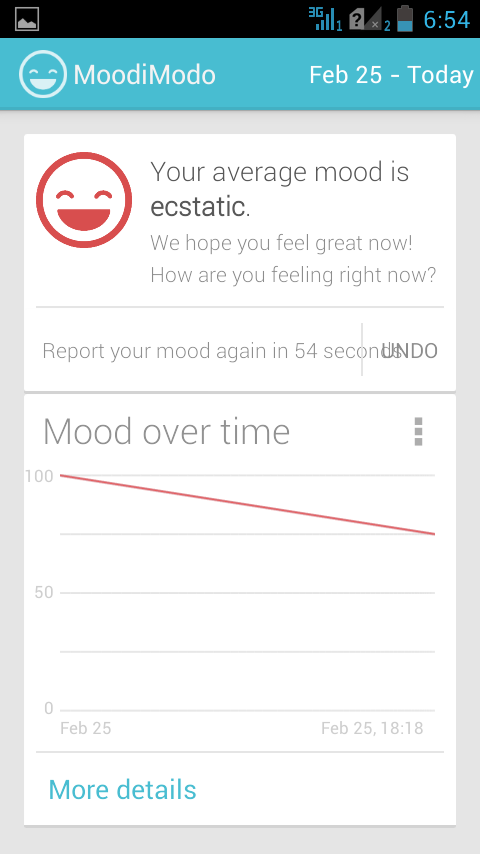 3G 1 ? 2 6:54
MoodiModo Feb 25 - Today
Your average mood is
ecstatic.
We hope you feel great now!
How are you feeling right now?
Report your mood again in 54 seconds UNDO
Mood over time
100
50
0
Feb 25 Feb 25, 18:18
More details